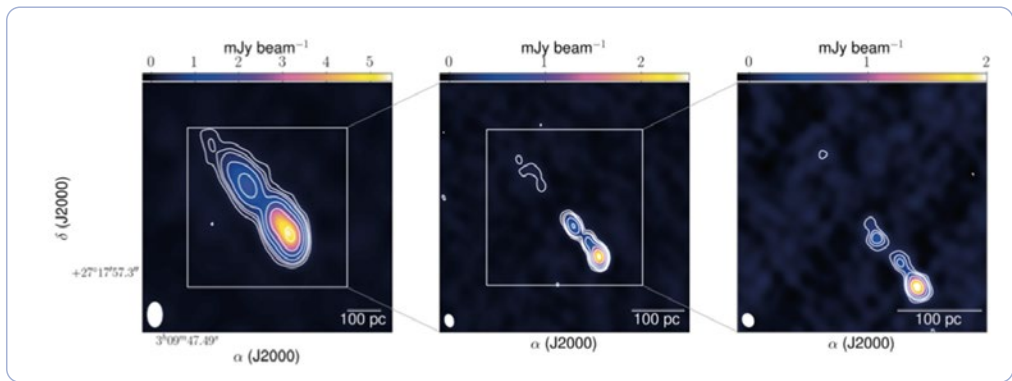 mJy beam⁻¹ mJy beam⁻¹ mJy beam⁻¹
0 1 2 3 4 5 0 1 2 0 1 2
δ (J2000)
+27°17′57.3″
100 pc 100 pc 100 pc
3ʰ09ᵐ47.49ˢ
α (J2000) α (J2000) α (J2000)